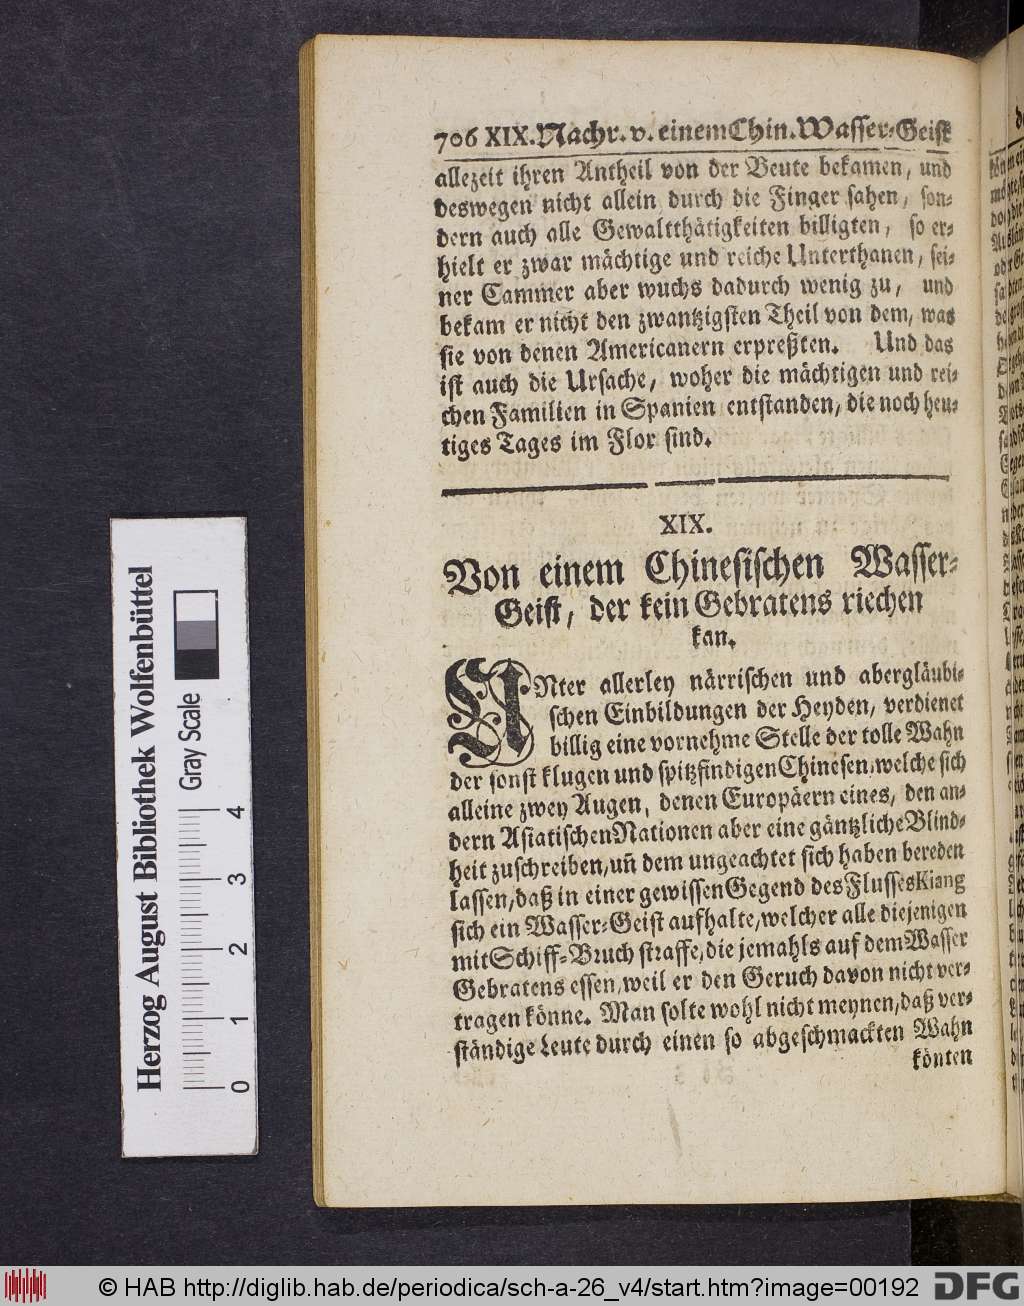 706 XIX. Nachr. v. einem Chin. Wasser-Geist
allezeit ihren Antheil von der Beute bekamen, und
deswegen nicht allein durch die Finger sahen, son-
dern auch alle Gewaltthätigkeiten billigten, so er-
hielt er zwar mächtige und reiche Unterthanen, sei-
ner Cammer aber wuchs dadurch wenig zu, und
bekam er nicht den zwantzigsten Theil von dem, was
sie von denen Americanern erpreßten. Und das
ist auch die Ursache, woher die mächtigen und rei-
chen Familien in Spanien entstanden, die noch heu-
tiges Tages im Flor sind.
XIX.
Von einem Chinesischen Wasser-
Geist, der kein Gebratens riechen
kan.
UNter allerley närrischen und abergläubi-
schen Einbildungen der Heyden, verdienet
billig eine vornehme Stelle der tolle Wahn
der sonst klugen und spitzfindigen Chinesen, welche sich
alleine zwey Augen, denen Europäern eines, den an-
dern Asiatischen Nationen aber eine gäntzliche Blind-
heit zuschreiben, uñ dem ungeachtet sich haben bereden
lassen, daß in einer gewissen Gegend des Flusses Kiang
sich ein Wasser-Geist aufhalte, welcher alle diejenigen
mit Schiff-Bruch straffe, die jemahls auf dem Wasser
Gebratens essen, weil er den Geruch davon nicht ver-
tragen könne. Man solte wohl nicht meynen, daß ver-
ständige Leute durch einen so abgeschmackten Wahn
könten
Herzog August Bibliothek Wolfenbüttel
Gray Scale
0 1 2 3 4
© HAB http://diglib.hab.de/periodica/sch-a-26_v4/start.htm?image=00192
DFG